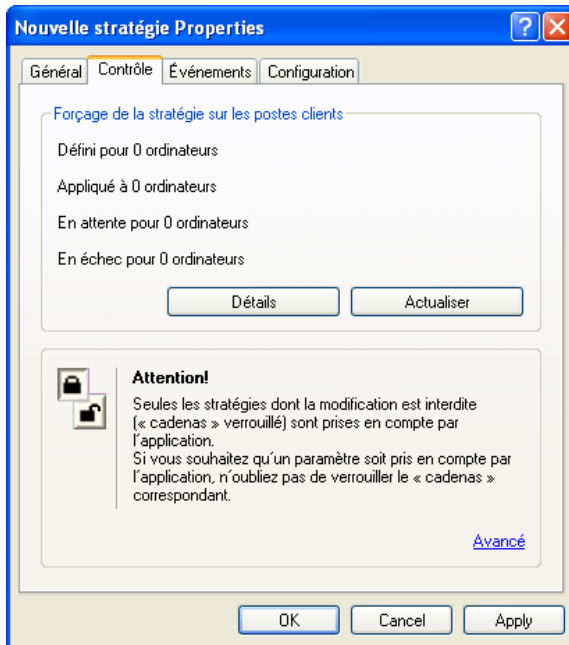 Nouvelle stratégie Properties
Général Contrôle Événements Configuration
Forçage de la stratégie sur les postes clients
Défini pour 0 ordinateurs
Appliqué à 0 ordinateurs
En attente pour 0 ordinateurs
En échec pour 0 ordinateurs
Détails Actualiser
Attention!
Seules les stratégies dont la modification est interdite
(« cadenas » verrouillé) sont prises en compte par
l'application.
Si vous souhaitez qu'un paramètre soit pris en compte par
l'application, n'oubliez pas de verrouiller le « cadenas »
correspondant.
Avancé
OK Cancel Apply